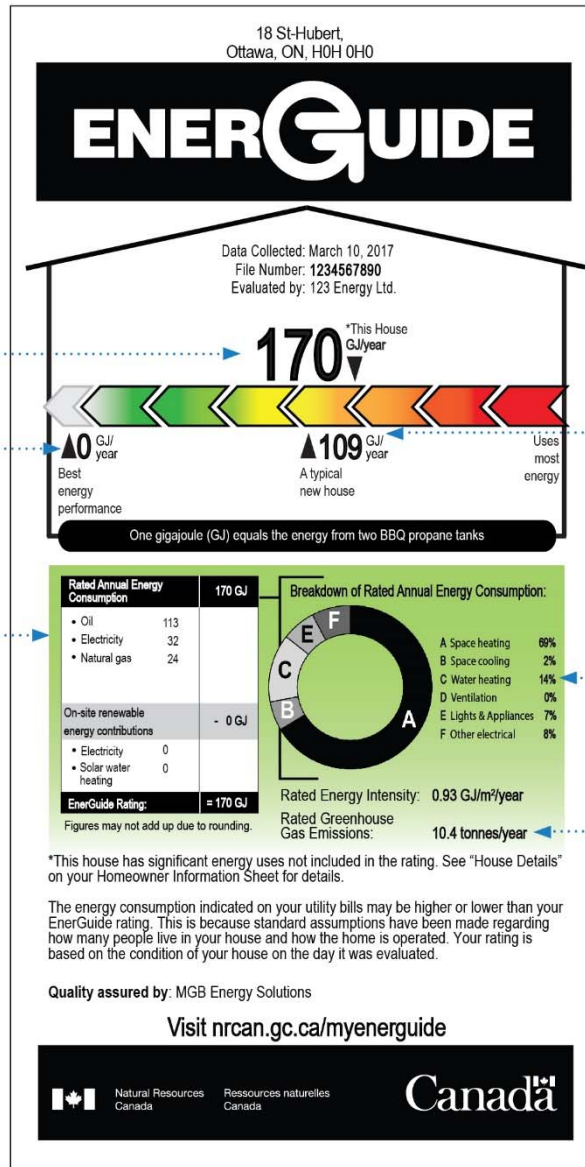 18 St-Hubert,
Ottawa, ON, H0H 0H0
ENERGUIDE
Data Collected: March 10, 2017
File Number: 1234567890
Evaluated by: 123 Energy Ltd.
170
*This House
GJ/year
0 GJ/
year
Best
energy
performance
109 GJ/
year
A typical
new house
Uses
most
energy
One gigajoule (GJ) equals the energy from two BBQ propane tanks
Rated Annual Energy
Consumption
170 GJ
• Oil 113
• Electricity 32
• Natural gas 24
On-site renewable
energy contributions
- 0 GJ
• Electricity 0
• Solar water
heating
0
EnerGuide Rating: = 170 GJ
Figures may not add up due to rounding.
Breakdown of Rated Annual Energy Consumption:
A
B
C
E
F
A Space heating 69%
B Space cooling 2%
C Water heating 14%
D Ventilation 0%
E Lights & Appliances 7%
F Other electrical 8%
Rated Energy Intensity: 0.93 GJ/m²/year
Rated Greenhouse
Gas Emissions: 10.4 tonnes/year
*This house has significant energy uses not included in the rating. See “House Details”
on your Homeowner Information Sheet for details.
The energy consumption indicated on your utility bills may be higher or lower than your
EnerGuide rating. This is because standard assumptions have been made regarding
how many people live in your house and how the home is operated. Your rating is
based on the condition of your house on the day it was evaluated.
Quality assured by: MGB Energy Solutions
Visit nrcan.gc.ca/myenerguide
Natural Resources
Canada
Ressources naturelles
Canada
Canada